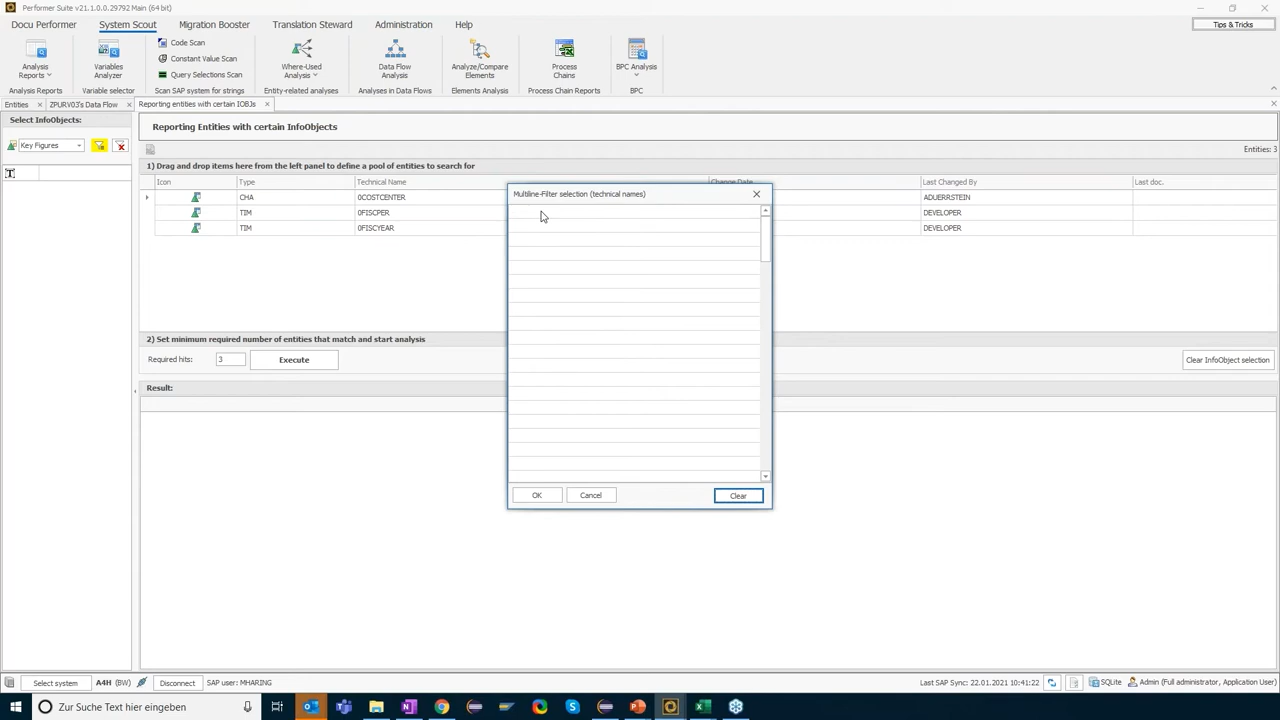 Performer Suite v21.1.0.0.29792 Main (64 bit)
Docu Performer System Scout Migration Booster Translation Steward Administration Help Tips & Tricks
Analysis Reports
Variables Analyzer
Code Scan
Constant Value Scan
Query Selections Scan
Where-Used Analysis
Data Flow Analysis
Analyze/Compare Elements
Process Chains
BPC Analysis
Analysis Reports Variable selector Scan SAP system for strings Entity-related analyses Analyses in Data Flows Elements Analysis Process Chain Reports BPC
Entities ZPURV03's Data Flow Reporting entities with certain IOBJs
Select InfoObjects:
Key Figures
Reporting Entities with certain InfoObjects
Entities: 3
1) Drag and drop items here from the left panel to define a pool of entities to search for
Icon Type Technical Name Change Date Last Changed By Last doc.
CHA 0COSTCENTER ADUERRSTEIN
TIM 0FISCPER DEVELOPER
TIM 0FISCYEAR DEVELOPER
Multiline-Filter selection (technical names)
OK Cancel Clear
2) Set minimum required number of entities that match and start analysis
Required hits: 3 Execute Clear InfoObject selection
Result:
Select system A4H (BW) Disconnect SAP user: MHARING Last SAP Sync: 22.01.2021 10:41:22 SQLite Admin (Full administrator, Application User)
Zur Suche Text hier eingeben